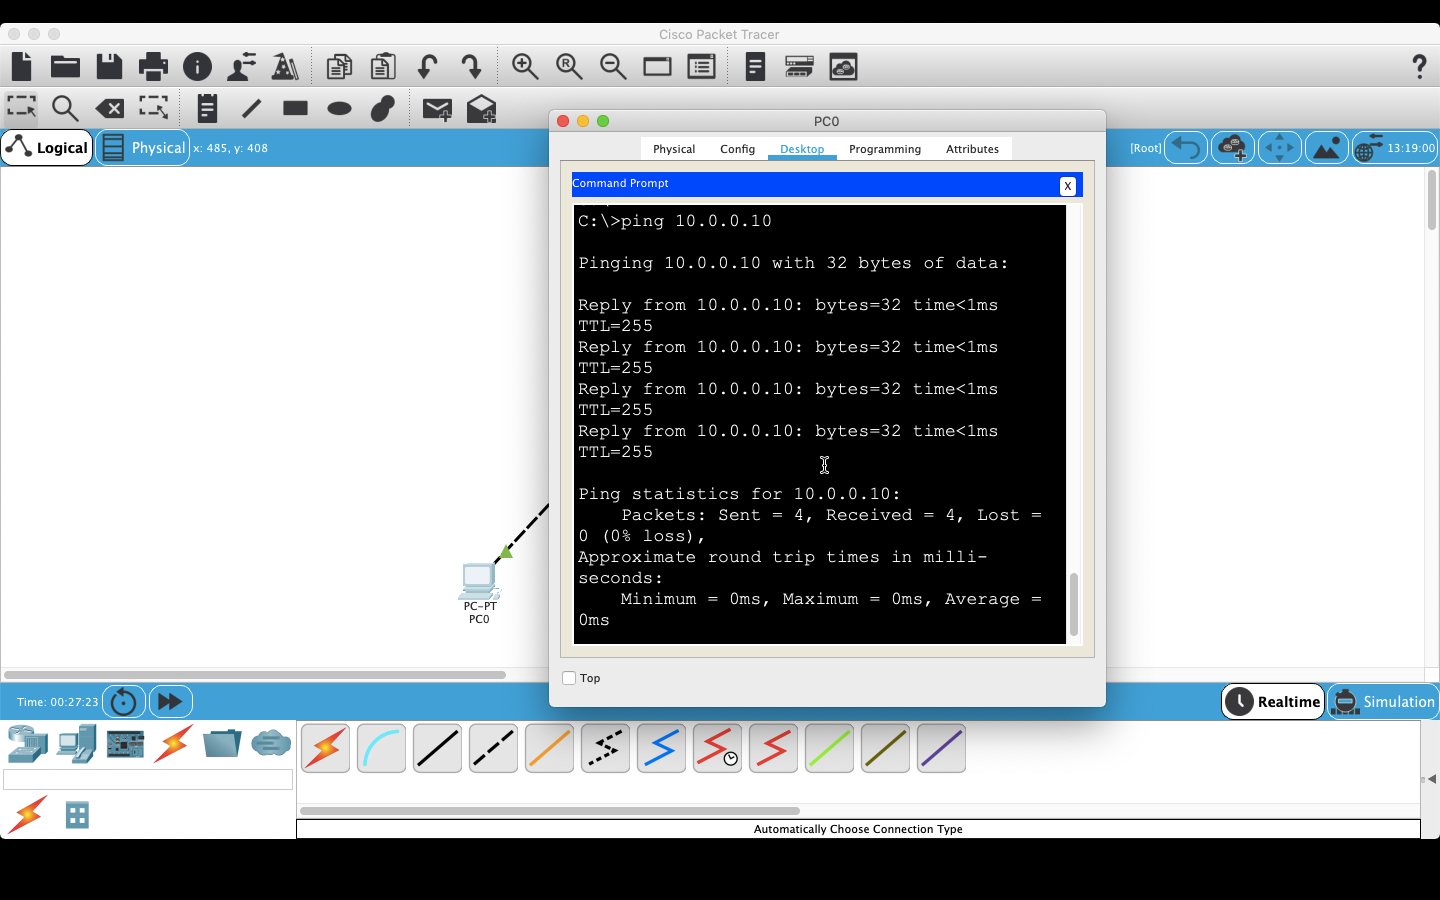 Cisco Packet Tracer
Logical
Physical
x: 485, y: 408
[Root]
13:19:00
PC0
Physical
Config
Desktop
Programming
Attributes
Command Prompt
X
C:\>ping 10.0.0.10
Pinging 10.0.0.10 with 32 bytes of data:
Reply from 10.0.0.10: bytes=32 time<1ms
TTL=255
Reply from 10.0.0.10: bytes=32 time<1ms
TTL=255
Reply from 10.0.0.10: bytes=32 time<1ms
TTL=255
Reply from 10.0.0.10: bytes=32 time<1ms
TTL=255
Ping statistics for 10.0.0.10:
Packets: Sent = 4, Received = 4, Lost =
0 (0% loss),
Approximate round trip times in milli-
seconds:
Minimum = 0ms, Maximum = 0ms, Average =
0ms
PC-PT
PC0
Top
Time: 00:27:23
Realtime
Simulation
Automatically Choose Connection Type